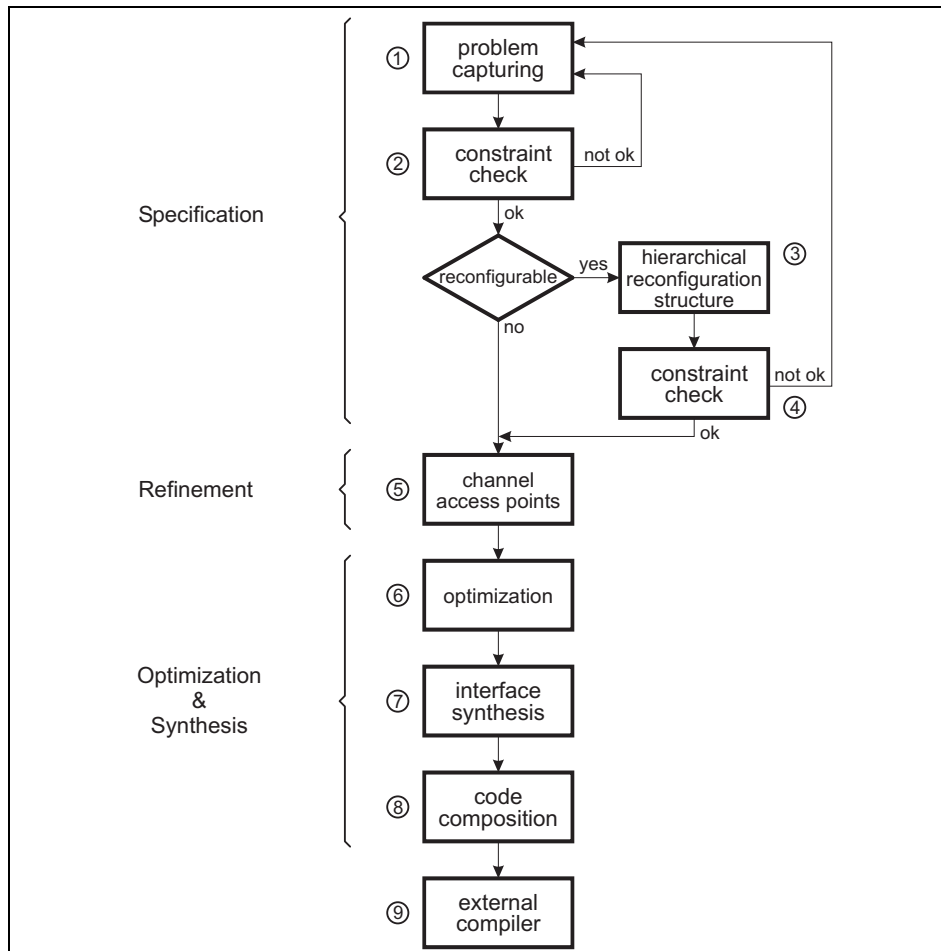 ① problem
capturing
② constraint
check
not ok
Specification
ok
reconfigurable
yes
③
hierarchical
reconfiguration
structure
no
constraint
check
not ok
④
ok
Refinement
⑤ channel
access points
⑥ optimization
Optimization
&
Synthesis
⑦ interface
synthesis
⑧ code
composition
⑨ external
compiler